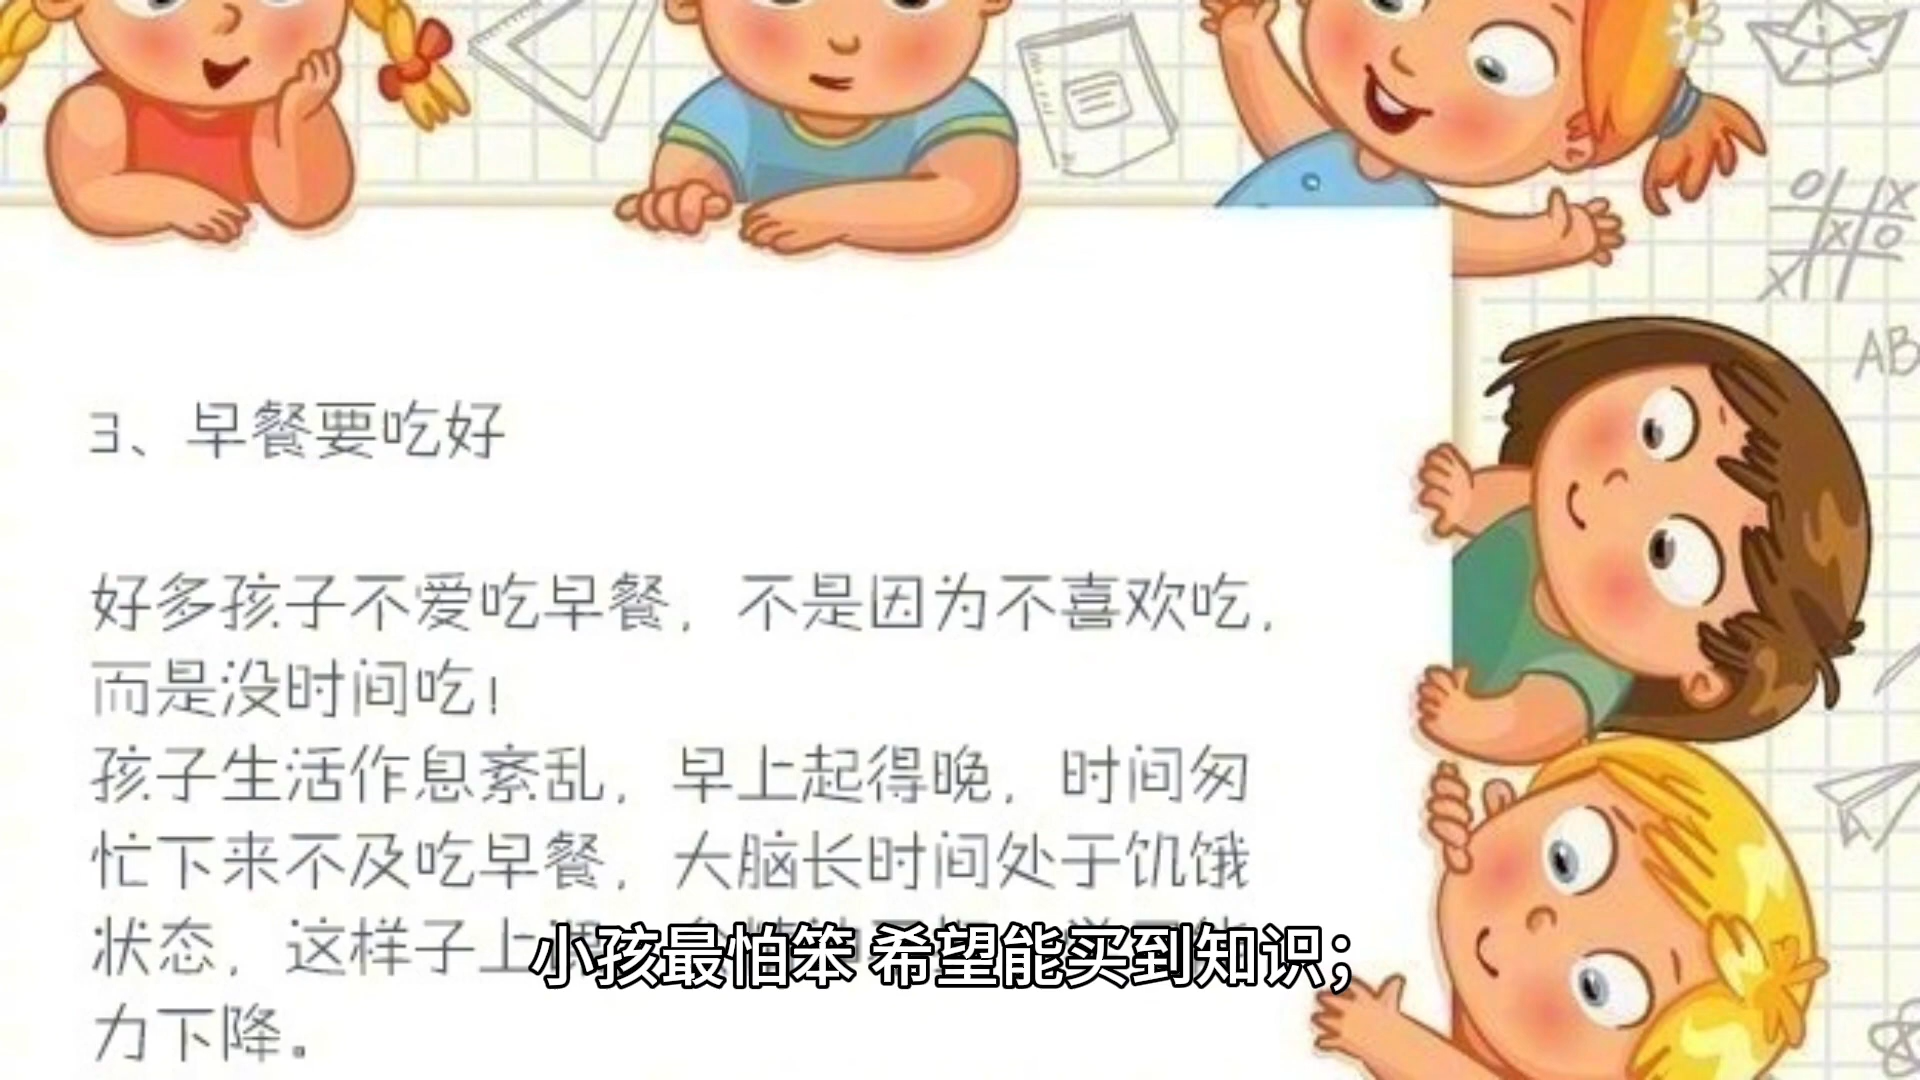 AB
3、早餐要吃好
好多孩子不爱吃早餐，不是因为不喜欢吃，
而是没时间吃！
孩子生活作息紊乱，早上起得晚，时间匆
忙下来不及吃早餐，大脑长时间处于饥饿
状态，这样子上
小孩最怕笨 希望能买到知识；
力下降。